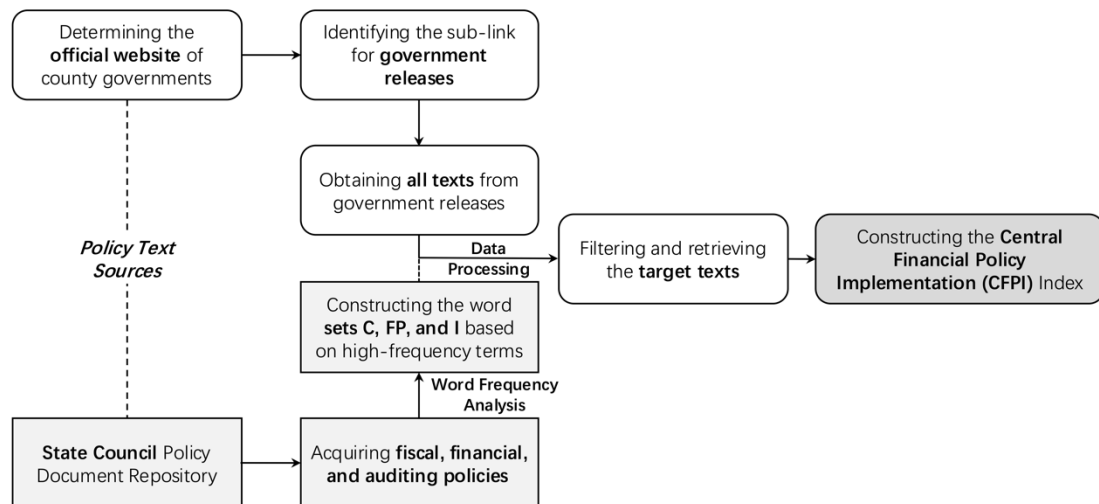 Determining the
official website of
county governments
Identifying the sub-link
for government
releases
Obtaining all texts from
government releases
Policy Text
Sources
Data
Processing
Filtering and retrieving
the target texts
Constructing the Central
Financial Policy
Implementation (CFPI) Index
Constructing the word
sets C, FP, and I based
on high-frequency terms
Word Frequency
Analysis
State Council Policy
Document Repository
Acquiring fiscal, financial,
and auditing policies